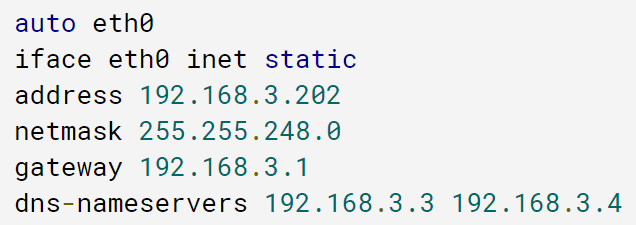 auto eth0
iface eth0 inet static
address 192.168.3.202
netmask 255.255.248.0
gateway 192.168.3.1
dns-nameservers 192.168.3.3 192.168.3.4